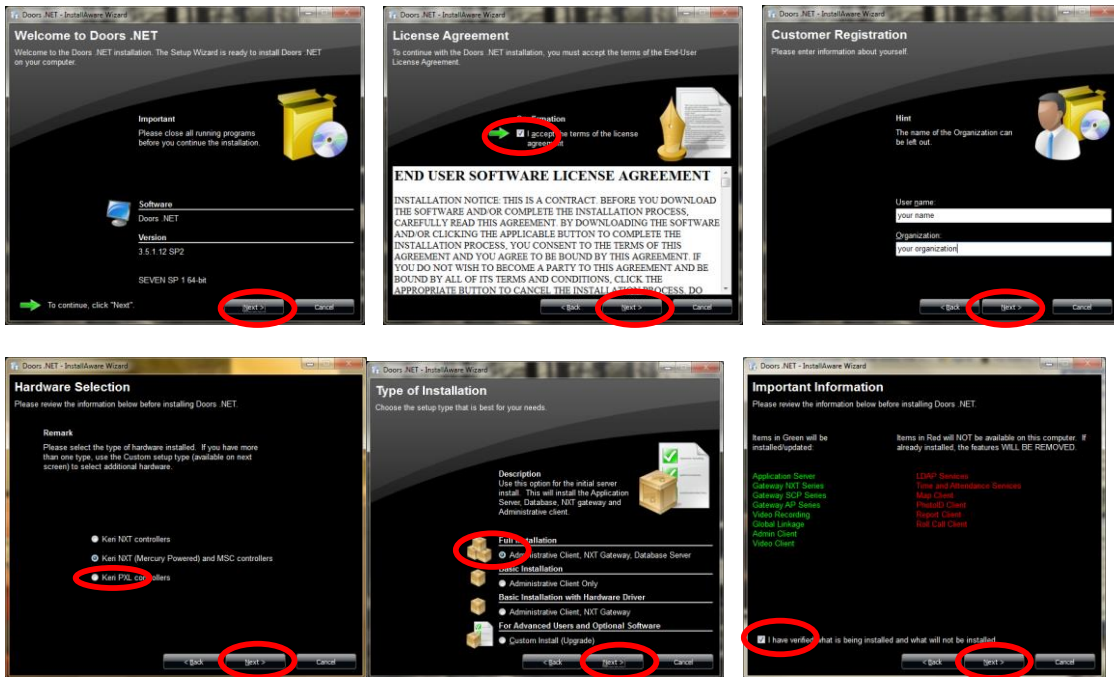 Doors .NET - InstallAware Wizard
Welcome to Doors .NET
Welcome to the Doors .NET installation. The Setup Wizard is ready to install Doors .NET
on your computer.
Important
Please close all running programs
before you continue the installation.
Software
Doors .NET
Version
3.5.1.12 SP2
SEVEN SP 1 64-bit
To continue, click "Next".
Next >
Cancel
Doors .NET - InstallAware Wizard
License Agreement
To continue with the Doors .NET installation, you must accept the terms of the End-User
License Agreement.
Confirmation
I accept the terms of the license
agreement
END USER SOFTWARE LICENSE AGREEMENT
INSTALLATION NOTICE: THIS IS A CONTRACT. BEFORE YOU DOWNLOAD
THE SOFTWARE AND/OR COMPLETE THE INSTALLATION PROCESS,
CAREFULLY READ THIS AGREEMENT. BY DOWNLOADING THE SOFTWARE
AND/OR CLICKING THE APPLICABLE BUTTON TO COMPLETE THE
INSTALLATION PROCESS, YOU CONSENT TO THE TERMS OF THIS
AGREEMENT AND YOU AGREE TO BE BOUND BY THIS AGREEMENT. IF
YOU DO NOT WISH TO BECOME A PARTY TO THIS AGREEMENT AND BE
BOUND BY ALL OF ITS TERMS AND CONDITIONS, CLICK THE
APPROPRIATE BUTTON TO CANCEL THE INSTALLATION PROCESS. DO
< Back
Next >
Cancel
Doors .NET - InstallAware Wizard
Customer Registration
Please enter information about yourself.
Hint
The name of the Organization can
be left out.
User name:
your name
Organization:
your organization
< Back
Next >
Cancel
Doors .NET - InstallAware Wizard
Hardware Selection
Please review the information below before installing Doors .NET.
Remark
Please select the type of hardware installed. If you have more
than one type, use the Custom setup type (available on next
screen) to select additional hardware.
Keri NXT controllers
Keri NXT (Mercury Powered) and MSC controllers
Keri PXL controllers
< Back
Next >
Cancel
Doors .NET - InstallAware Wizard
Type of Installation
Choose the setup type that is best for your needs.
Description
Use this option for the initial server
install. This will install the Application
Server, Database, NXT gateway and
Administrative client.
Full Installation
Administrative Client, NXT Gateway, Database Server
Basic Installation
Administrative Client Only
Basic Installation with Hardware Driver
Administrative Client, NXT Gateway
For Advanced Users and Optional Software
Custom Install (Upgrade)
< Back
Next >
Cancel
Doors .NET - InstallAware Wizard
Important Information
Please review the information below before installing Doors .NET.
Items in Green will be
installed/updated:
Application Server
Gateway NXT Series
Gateway SCP Series
Gateway AP Series
Video Recording
Global Linkage
Admin Client
Video Client
Items in Red will NOT be available on this computer. If
already installed, the features WILL BE REMOVED.
LDAP Services
Time and Attendance Services
Map Client
PhotoID Client
Report Client
Roll Call Client
I have verified what is being installed and what will not be installed.
< Back
Next >
Cancel